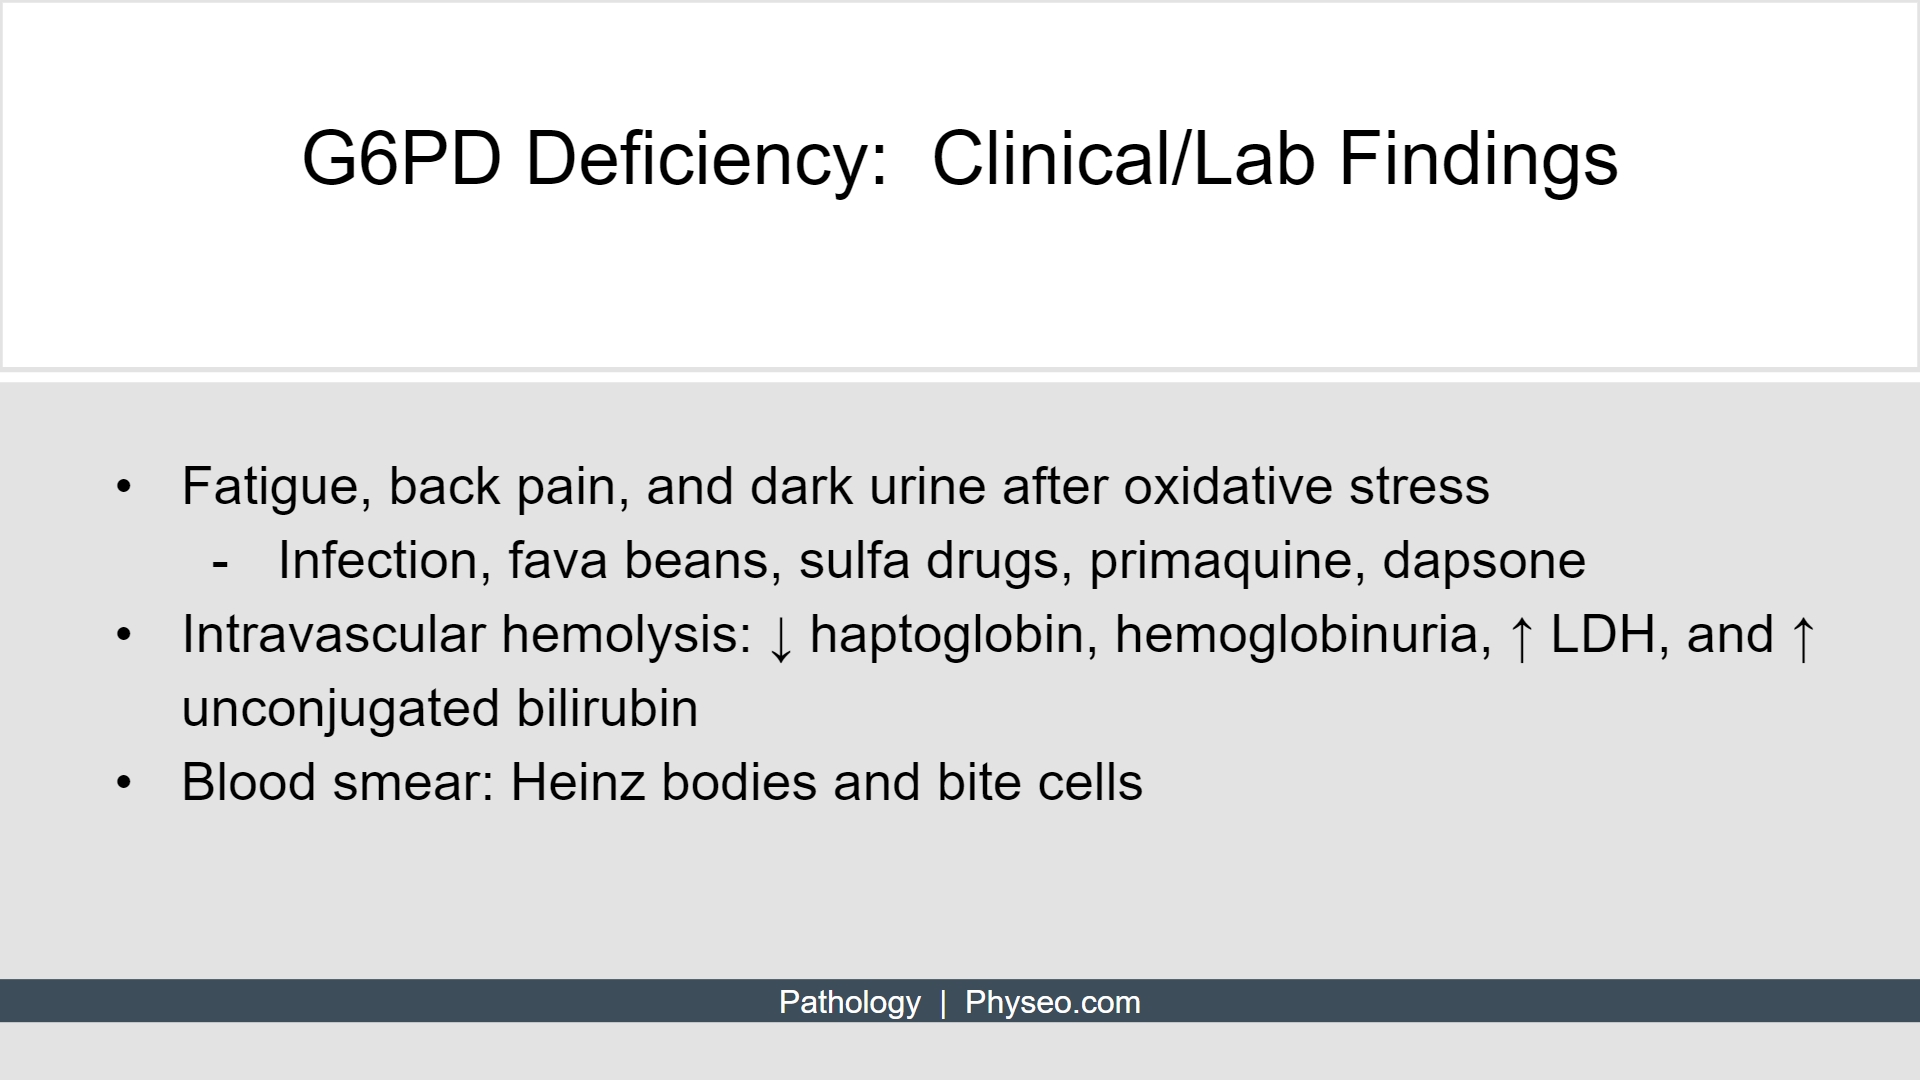 G6PD Deficiency:  Clinical/Lab Findings
• Fatigue, back pain, and dark urine after oxidative stress
- Infection, fava beans, sulfa drugs, primaquine, dapsone
• Intravascular hemolysis: ↓ haptoglobin, hemoglobinuria, ↑ LDH, and ↑
unconjugated bilirubin
• Blood smear: Heinz bodies and bite cells
Pathology | Physeo.com